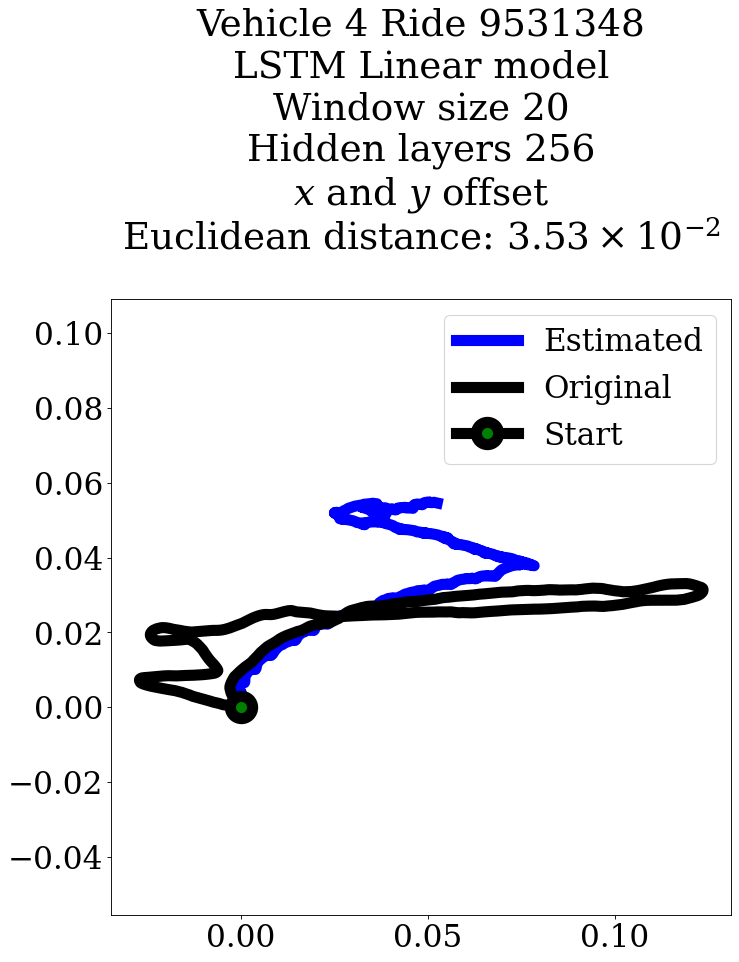 Vehicle 4 Ride 9531348
LSTM Linear model
Window size 20
Hidden layers 256
x and y offset
Euclidean distance: 3.53 × 10⁻²
Estimated
Original
Start
0.10
0.08
0.06
0.04
0.02
0.00
−0.02
−0.04
0.00 0.05 0.10